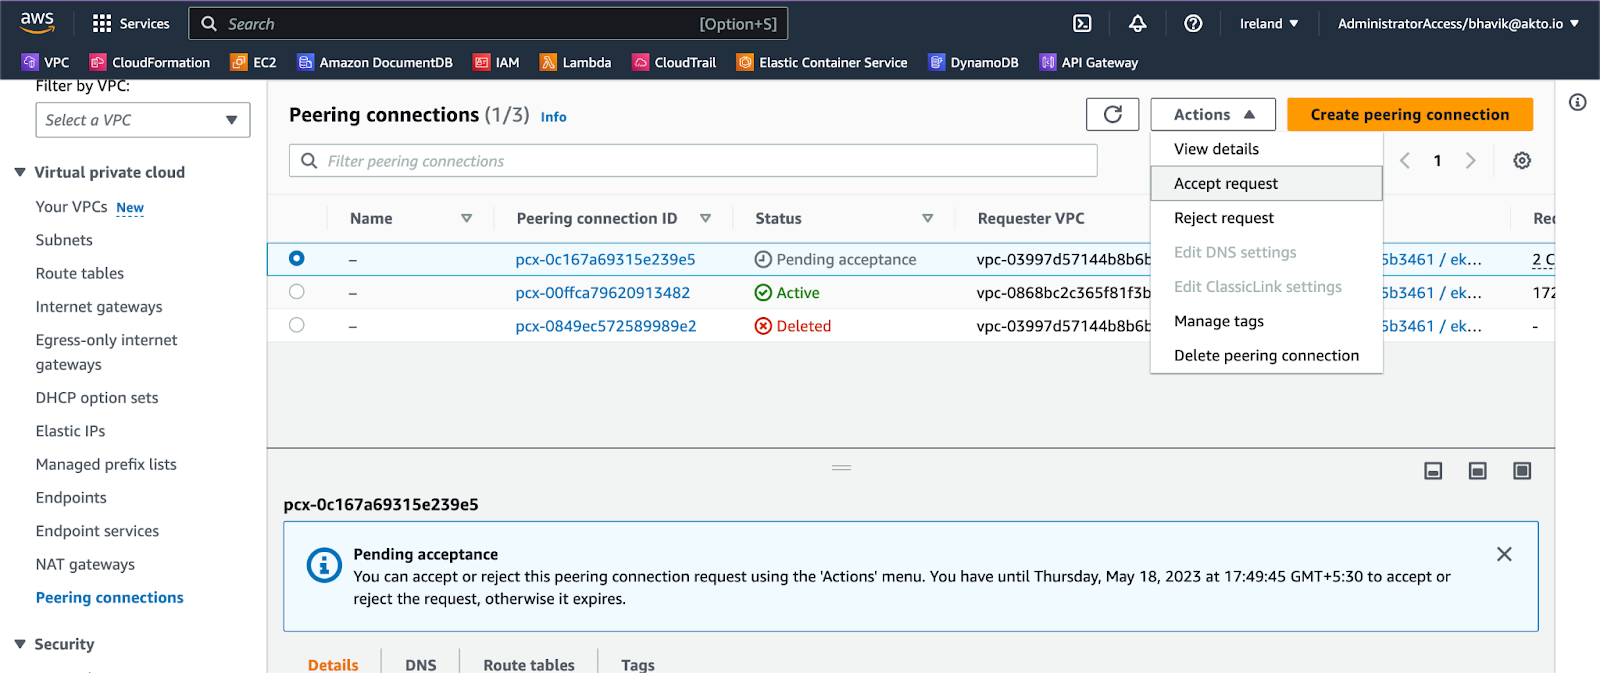 aws
Services
Search
[Option+S]
Ireland
AdministratorAccess/bhavik@akto.io
VPC
CloudFormation
EC2
Amazon DocumentDB
IAM
Lambda
CloudTrail
Elastic Container Service
DynamoDB
API Gateway
Filter by VPC:
Select a VPC
Virtual private cloud
Your VPCs New
Subnets
Route tables
Internet gateways
Egress-only internet
gateways
DHCP option sets
Elastic IPs
Managed prefix lists
Endpoints
Endpoint services
NAT gateways
Peering connections
Security
Peering connections (1/3) Info
Actions
Create peering connection
Filter peering connections
1
View details
Accept request
Reject request
Edit DNS settings
Edit ClassicLink settings
Manage tags
Delete peering connection
Name
Peering connection ID
Status
Requester VPC
– pcx-0c167a69315e239e5 Pending acceptance vpc-03997d57144b8b6b 5b3461 / ek... 2 C
– pcx-00ffca79620913482 Active vpc-0868bc2c365f81f3b 5b3461 / ek... 172
– pcx-0849ec572589989e2 Deleted vpc-03997d57144b8b6b 5b3461 / ek... -
pcx-0c167a69315e239e5
Pending acceptance
You can accept or reject this peering connection request using the 'Actions' menu. You have until Thursday, May 18, 2023 at 17:49:45 GMT+5:30 to accept or
reject the request, otherwise it expires.
Details
DNS
Route tables
Tags